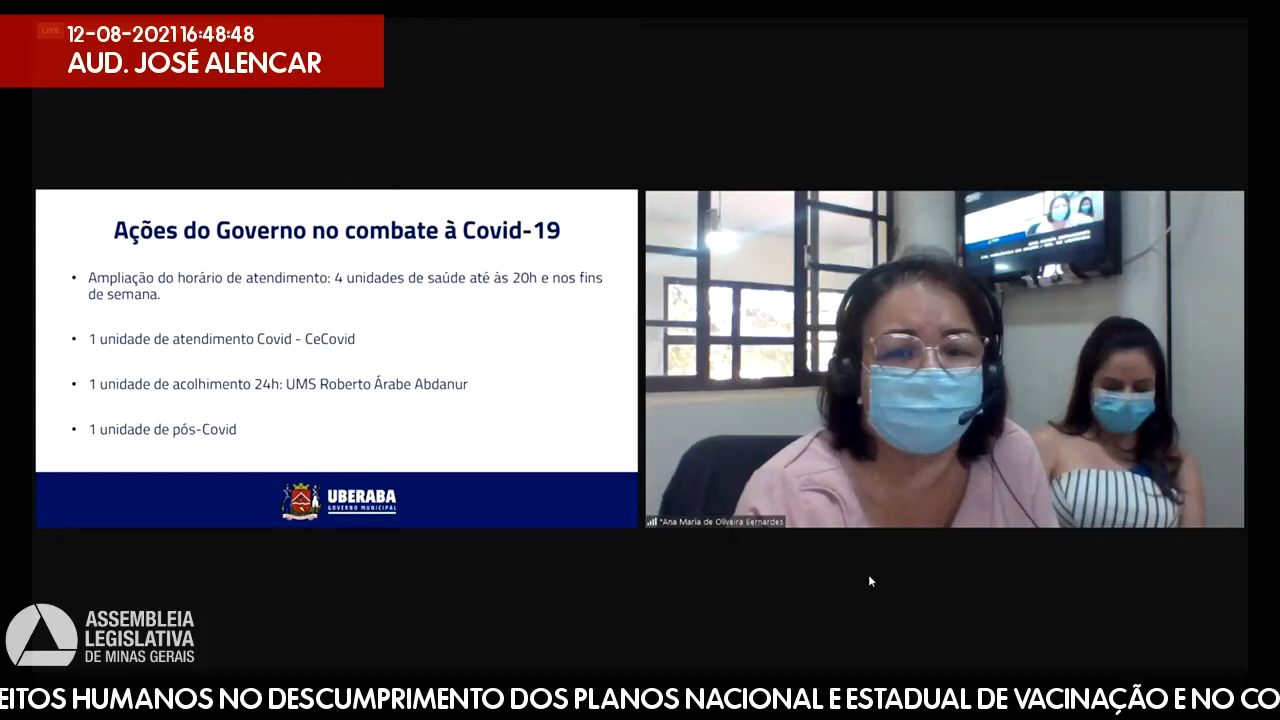 LIVE
12-08-2021 16:48:48
AUD. JOSÉ ALENCAR
Ações do Governo no combate à Covid-19
• Ampliação do horário de atendimento: 4 unidades de saúde até às 20h e nos fins
de semana.
• 1 unidade de atendimento Covid - CeCovid
• 1 unidade de acolhimento 24h: UMS Roberto Árabe Abdanur
• 1 unidade de pós-Covid
UBERABA
GOVERNO MUNICIPAL
*Ana Maria de Oliveira Bernardes
ASSEMBLEIA
LEGISLATIVA
DE MINAS GERAIS
EITOS HUMANOS NO DESCUMPRIMENTO DOS PLANOS NACIONAL E ESTADUAL DE VACINAÇÃO E NO CO